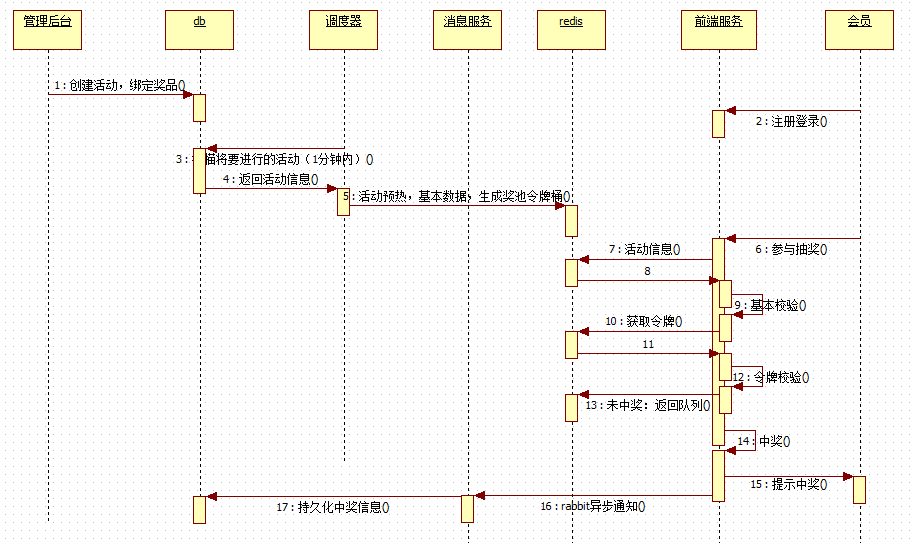 管理后台
db
调度器
消息服务
redis
前端服务
会员
1 : 创建活动，绑定奖品()
2 : 注册登录()
3 : 描将要进行的活动（1分钟内）()
4 : 返回活动信息()
5 : 活动预热，基本数据，生成奖池令牌桶()
6 : 参与抽奖()
7 : 活动信息()
8
9 : 基本校验()
10 : 获取令牌()
11
12 : 令牌校验()
13 : 未中奖：返回队列()
14 : 中奖()
15 : 提示中奖()
16 : rabbit异步通知()
17 : 持久化中奖信息()